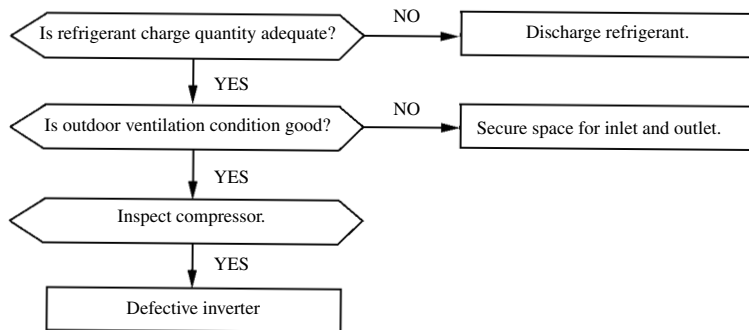 Is refrigerant charge quantity adequate?
NO
Discharge refrigerant.
YES
Is outdoor ventilation condition good?
NO
Secure space for inlet and outlet.
YES
Inspect compressor.
YES
Defective inverter